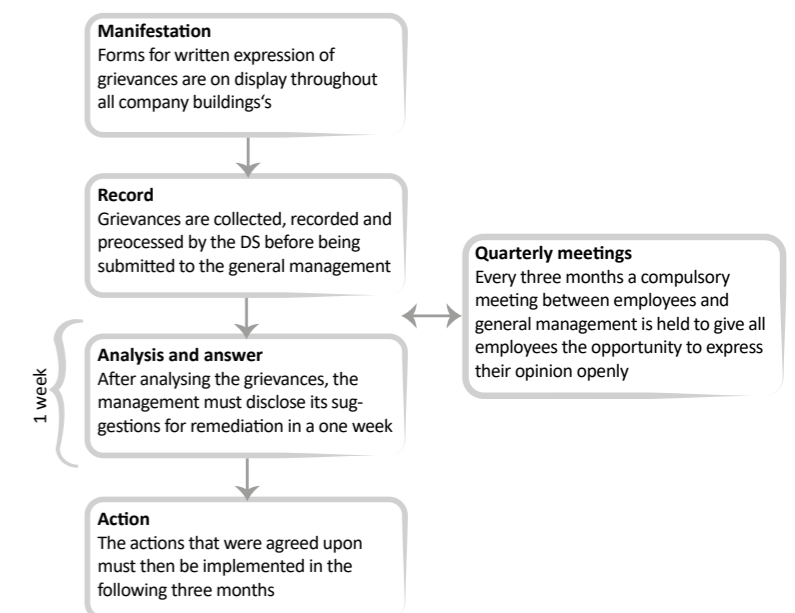 Manifestation
Forms for written expression of
grievances are on display throughout
all company buildings‘s
Record
Grievances are collected, recorded and
preocessed by the DS before being
submitted to the general management
Quarterly meetings
Every three months a compulsory
meeting between employees and
general management is held to give all
employees the opportunity to express
their opinion openly
1 week
Analysis and answer
After analysing the grievances, the
management must disclose its sug-
gestions for remediation in a one week
Action
The actions that were agreed upon
must then be implemented in the
following three months